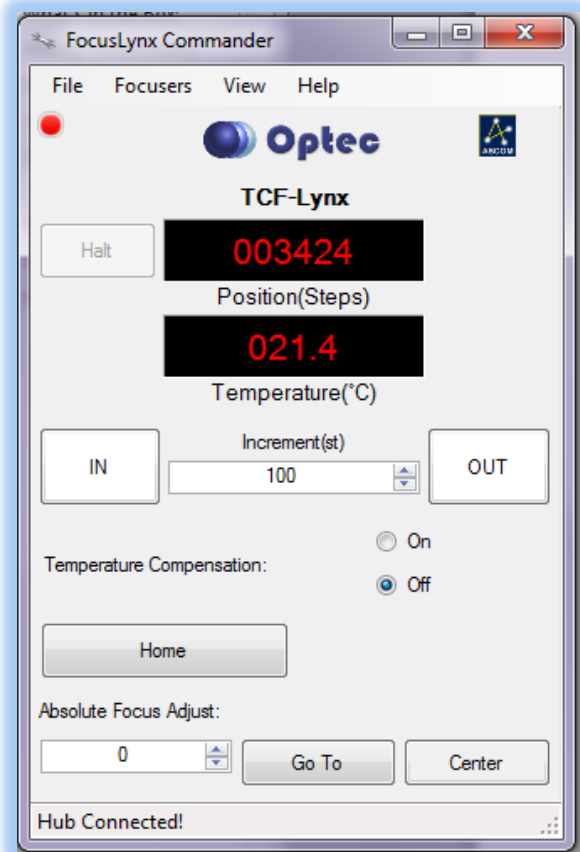 FocusLynx Commander
File Focusers View Help
Optec
ASCOM
TCF-Lynx
Halt
003424
Position(Steps)
021.4
Temperature(°C)
IN
Increment(st)
100
OUT
On
Temperature Compensation:
Off
Home
Absolute Focus Adjust:
0
Go To
Center
Hub Connected!